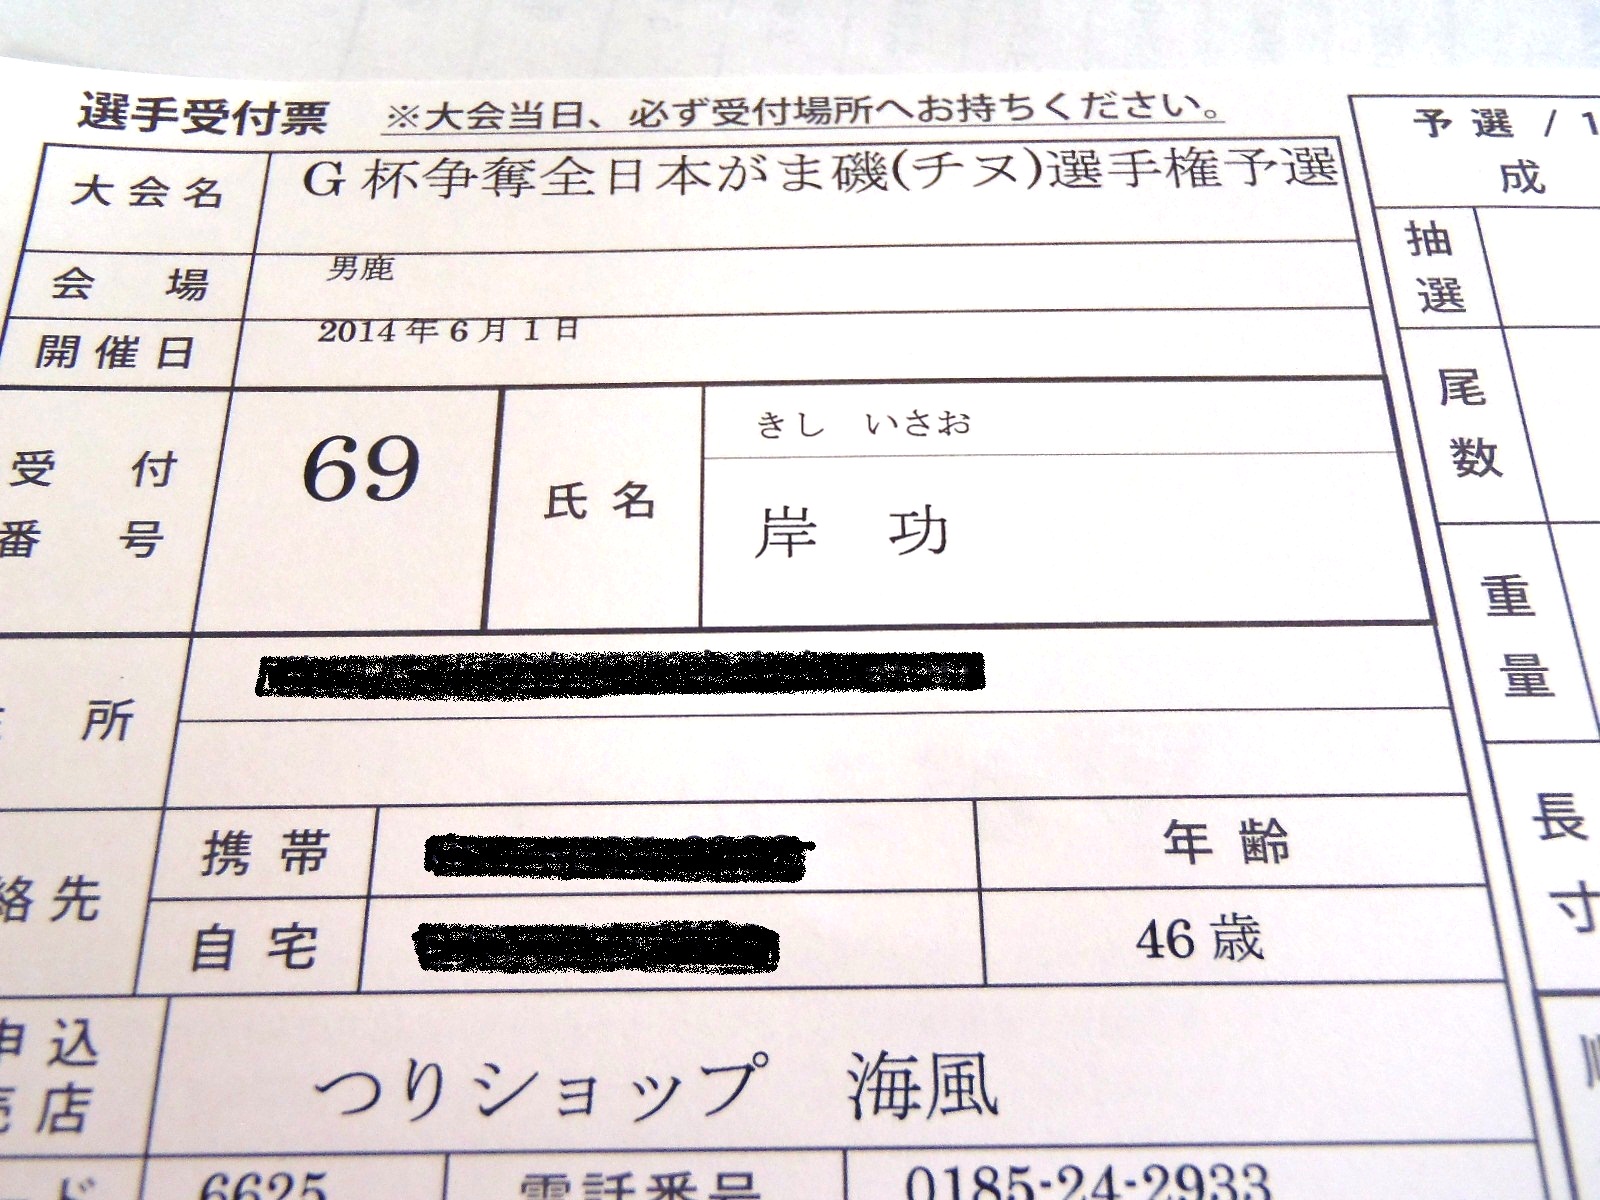 選手受付票 ※大会当日、必ず受付場所へお持ちください。
大会名 G杯争奪全日本がま磯(チヌ)選手権予選
会場 男鹿
開催日 2014年6月1日
受付番号 69
氏名 きし いさお
岸 功
所
携帯 年齢
絡先
自宅 46歳
申込
店 つりショップ 海風
ド 6625 電話番号 0185-24-2933
予選/1
成
抽選
尾数
重量
長
寸